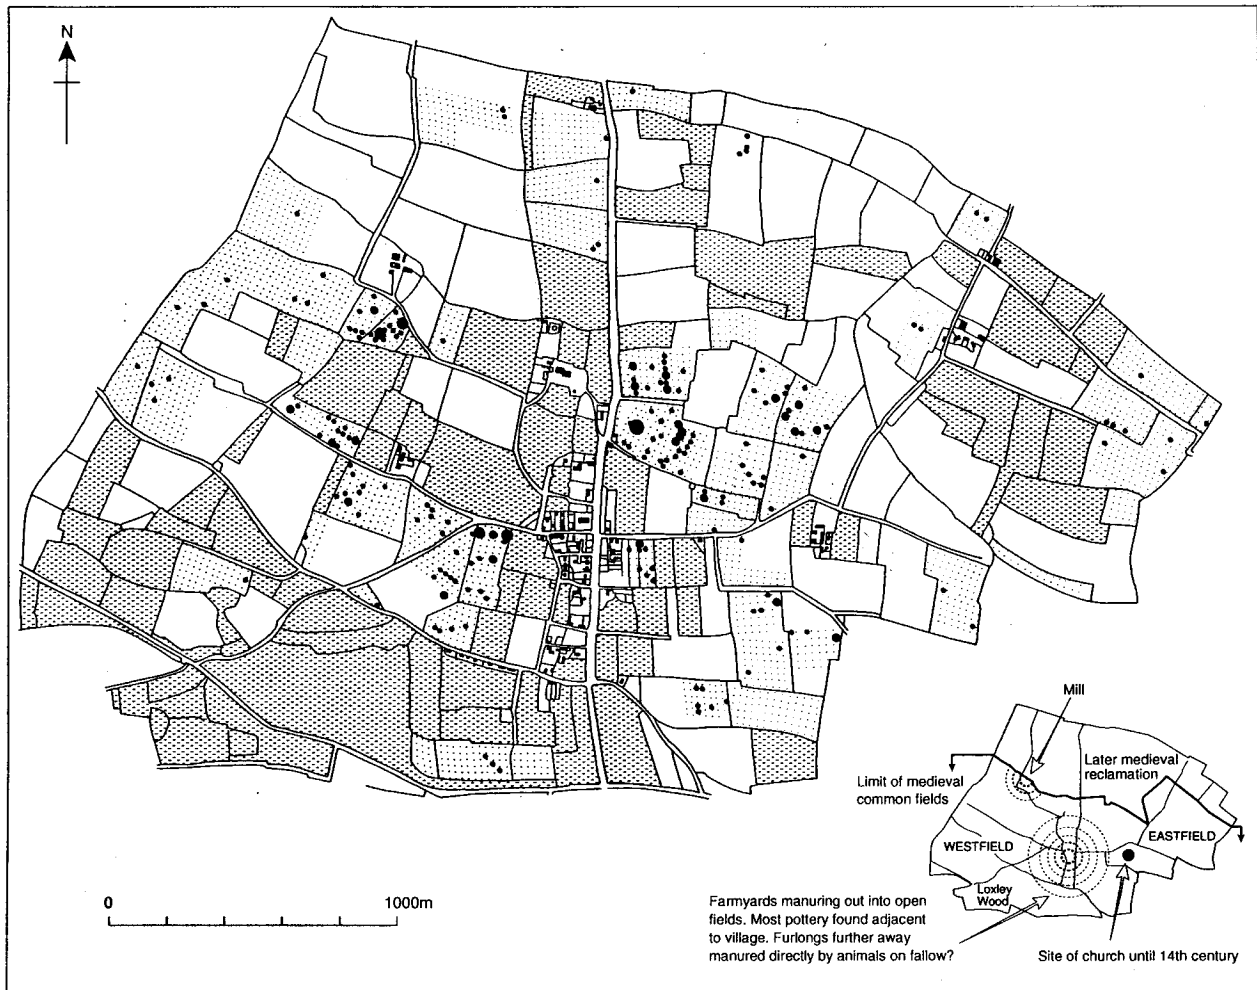 N
0
1000m
Mill
Later medieval
reclamation
Limit of medieval
common fields
EASTFIELD
WESTFIELD
Loxley
Wood
Farmyards manuring out into open
fields. Most pottery found adjacent
to village. Furlongs further away
manured directly by animals on fallow?
Site of church until 14th century